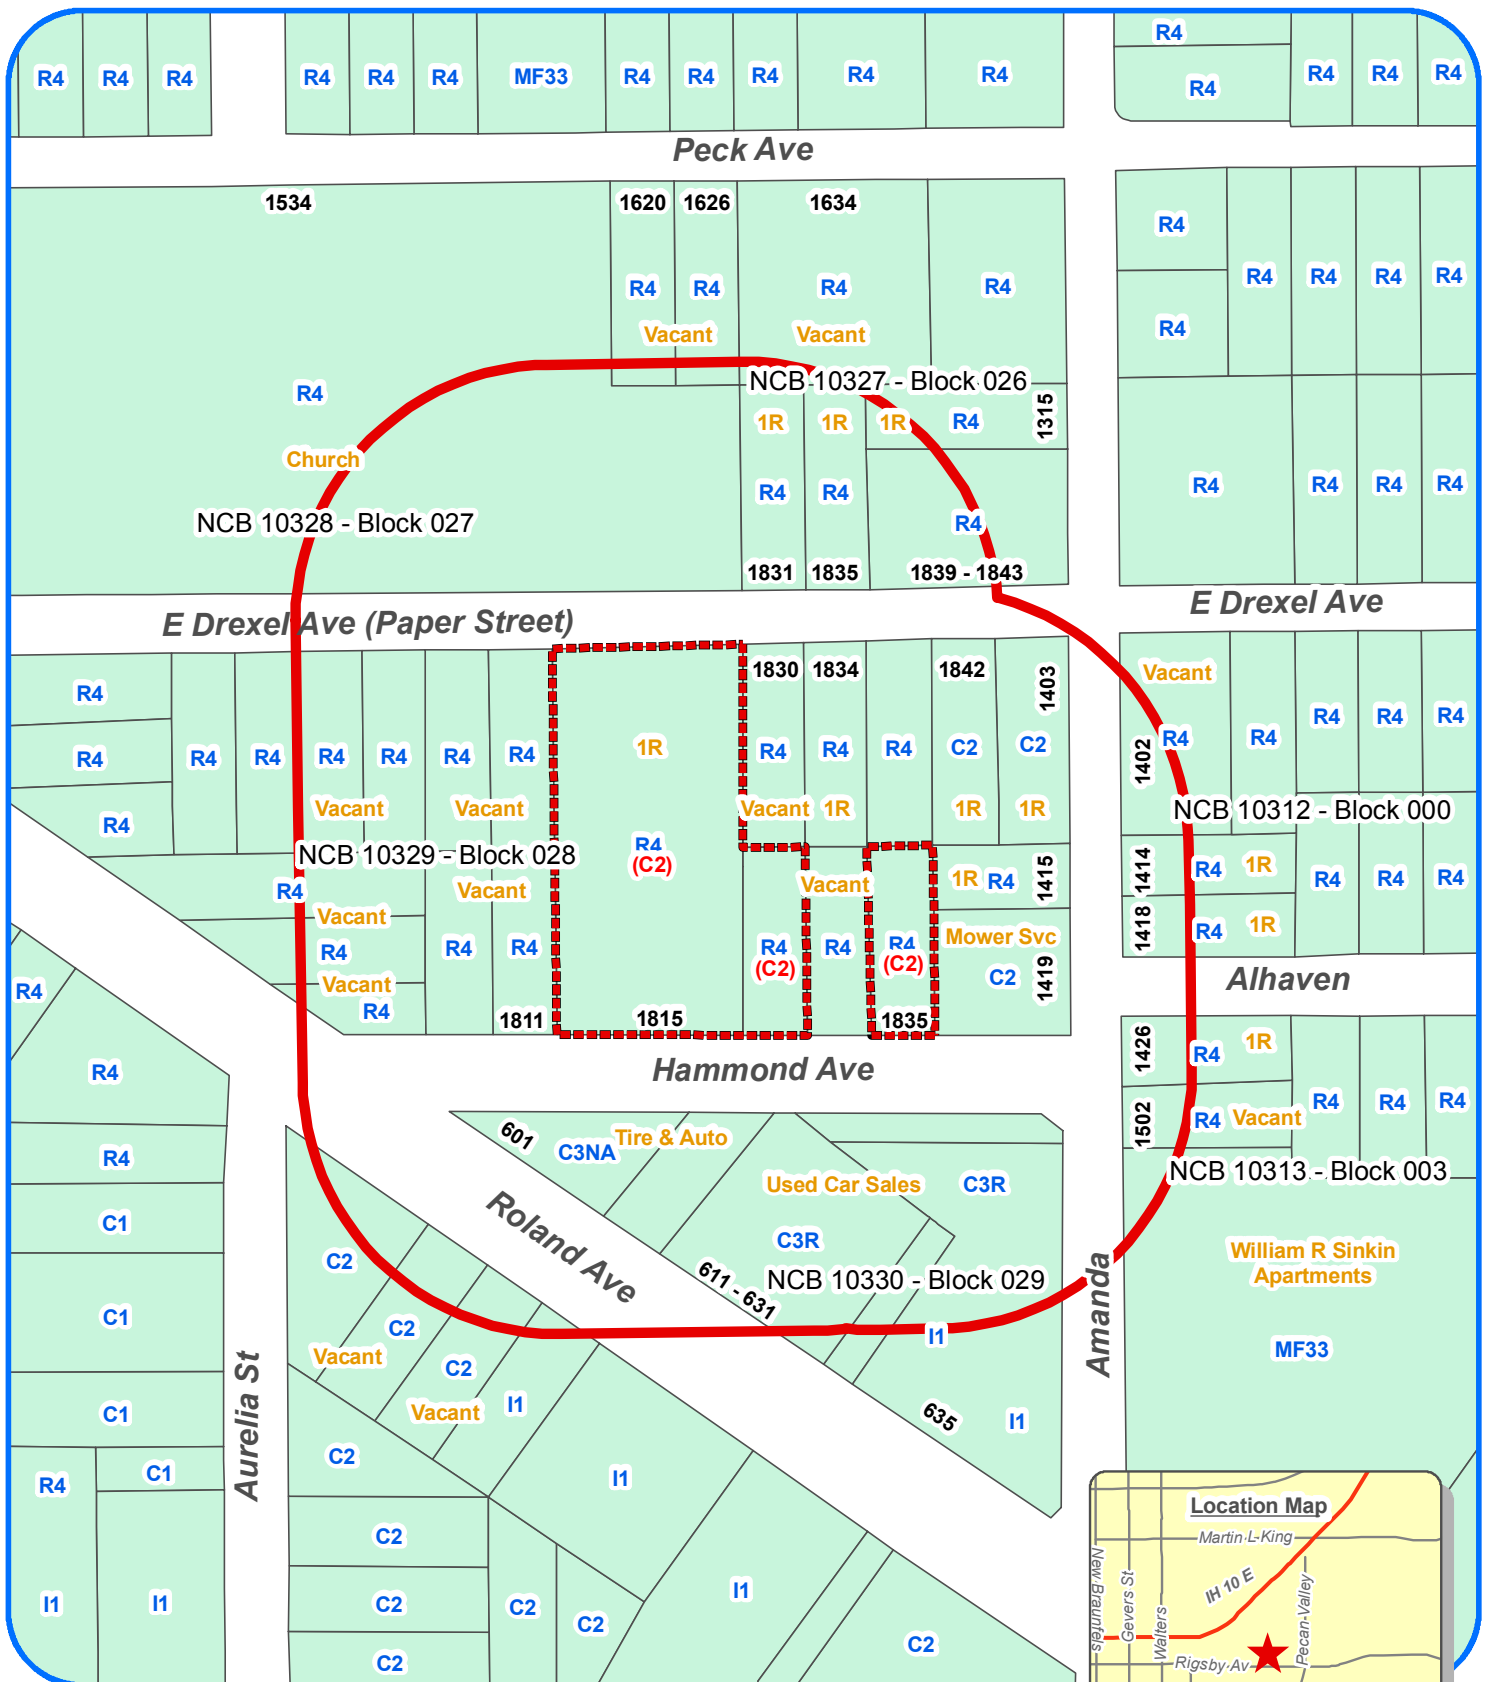 R4 R4 R4 R4 R4 R4 MF33 R4 R4 R4 R4 R4 R4 R4 R4 R4 R4
Peck Ave
1534 1620 1626 1634
R4 R4 R4 R4 R4 R4 R4 R4 R4 R4
Vacant Vacant R4
NCB 10327 - Block 026
R4 1R 1R 1R R4 1315
Church
R4 R4 R4 R4 R4 R4 R4
NCB 10328 - Block 027
1831 1835 1839 - 1843
E Drexel Ave (Paper Street) E Drexel Ave
1830 1834 1842 1403 Vacant
R4 R4 R4 R4
R4 R4 R4 R4 R4 R4 R4 R4 1R R4 R4 R4 C2 C2 1402 R4 R4
Vacant Vacant Vacant 1R 1R 1R
NCB 10312 - Block 000
R4 R4
(C2)
NCB 10329 - Block 028
R4 Vacant Vacant 1R R4 1415 1414 R4 1R R4 R4 R4
Vacant 1418 R4 1R
R4 R4 R4 R4 R4 R4 Mower Svc
(C2) (C2)
C2 1419
Vacant
R4 R4 1811 1815 1835
Alhaven
Hammond Ave
1426 R4 1R
R4 R4 R4 R4
1502 R4 Vacant
601 C3NA Tire & Auto
R4
NCB 10313 - Block 003
Used Car Sales C3R
C1 C3R
Roland Ave
C2 611 - 631 NCB 10330 - Block 029
William R Sinkin
Apartments
C1 C2 I1 MF33
Vacant C2
Amanda
Aurelia St
C1 Vacant I1 635 I1
C2 I1
R4 C1
C2
I1 I1 C2 C2 C2 I1
C2 C2
Location Map
Martin L King
New Braunfels
Gevers St
Walters
IH 10 E
Pecan Valley
Rigsby Av